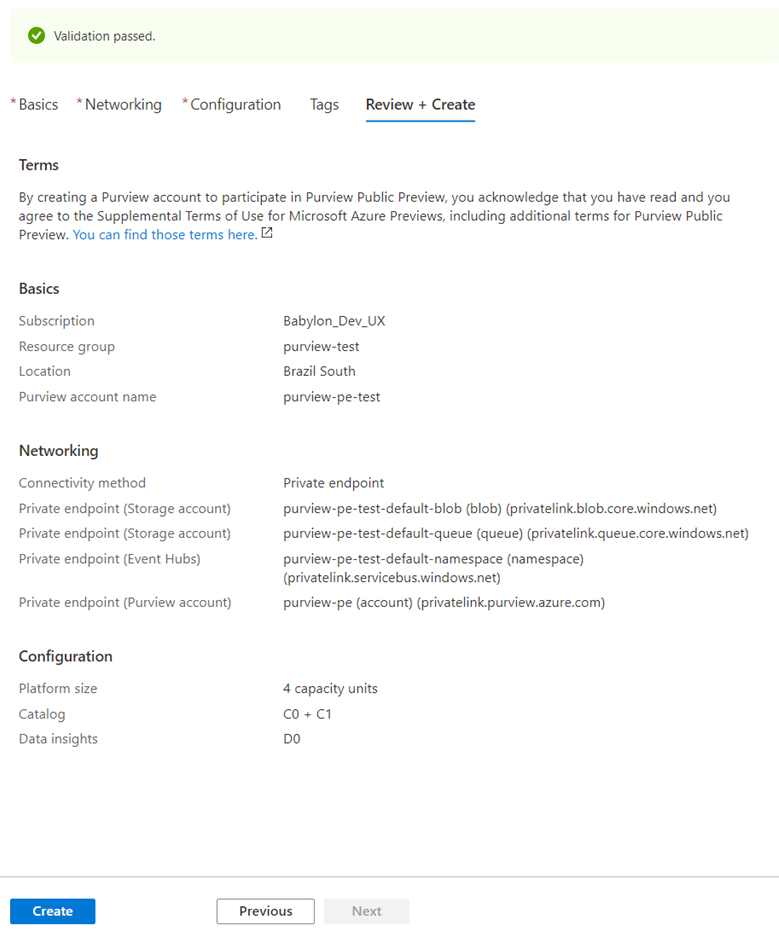 Validation passed.
*Basics *Networking *Configuration Tags Review + Create
Terms
By creating a Purview account to participate in Purview Public Preview, you acknowledge that you have read and you
agree to the Supplemental Terms of Use for Microsoft Azure Previews, including additional terms for Purview Public
Preview. You can find those terms here.
Basics
Subscription Babylon_Dev_UX
Resource group purview-test
Location Brazil South
Purview account name purview-pe-test
Networking
Connectivity method Private endpoint
Private endpoint (Storage account) purview-pe-test-default-blob (blob) (privatelink.blob.core.windows.net)
Private endpoint (Storage account) purview-pe-test-default-queue (queue) (privatelink.queue.core.windows.net)
Private endpoint (Event Hubs) purview-pe-test-default-namespace (namespace)
(privatelink.servicebus.windows.net)
Private endpoint (Purview account) purview-pe (account) (privatelink.purview.azure.com)
Configuration
Platform size 4 capacity units
Catalog C0 + C1
Data insights D0
Create Previous Next